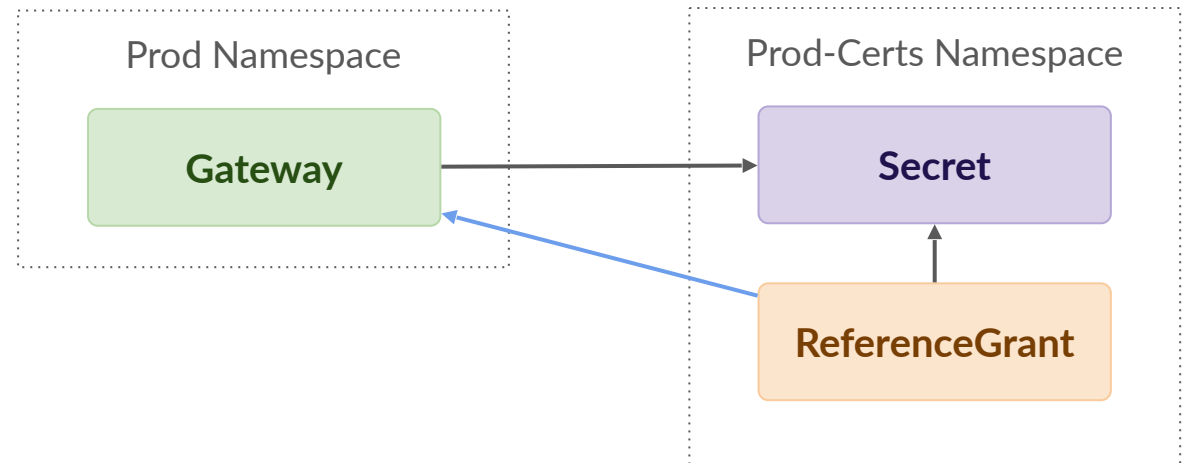 Prod Namespace
Gateway
Prod-Certs Namespace
Secret
ReferenceGrant